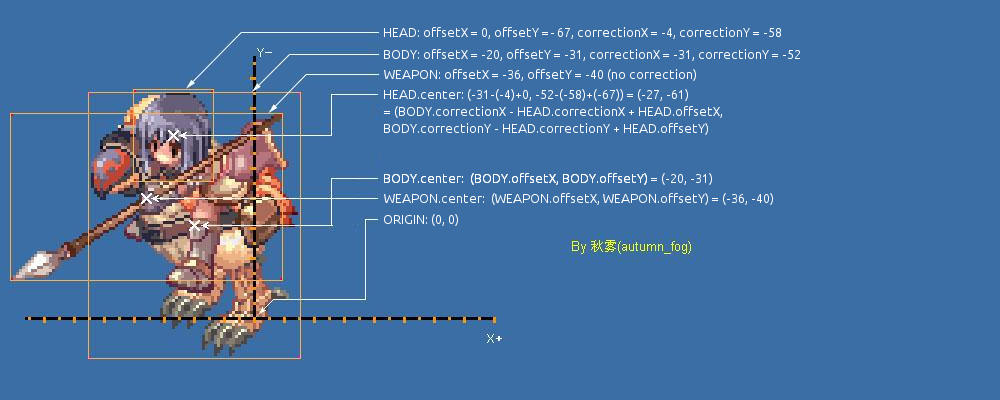 HEAD: offsetX = 0, offsetY = -67, correctionX = -4, correctionY = -58
Y-
BODY: offsetX = -20, offsetY = -31, correctionX = -31, correctionY = -52
WEAPON: offsetX = -36, offsetY = -40 (no correction)
HEAD.center: (-31-(-4)+0, -52-(-58)+(-67)) = (-27, -61)
= (BODY.correctionX - HEAD.correctionX + HEAD.offsetX,
BODY.correctionY - HEAD.correctionY + HEAD.offsetY)
BODY.center: (BODY.offsetX, BODY.offsetY) = (-20, -31)
WEAPON.center: (WEAPON.offsetX, WEAPON.offsetY) = (-36, -40)
ORIGIN: (0, 0)
By 秋雾(autumn_fog)
X+